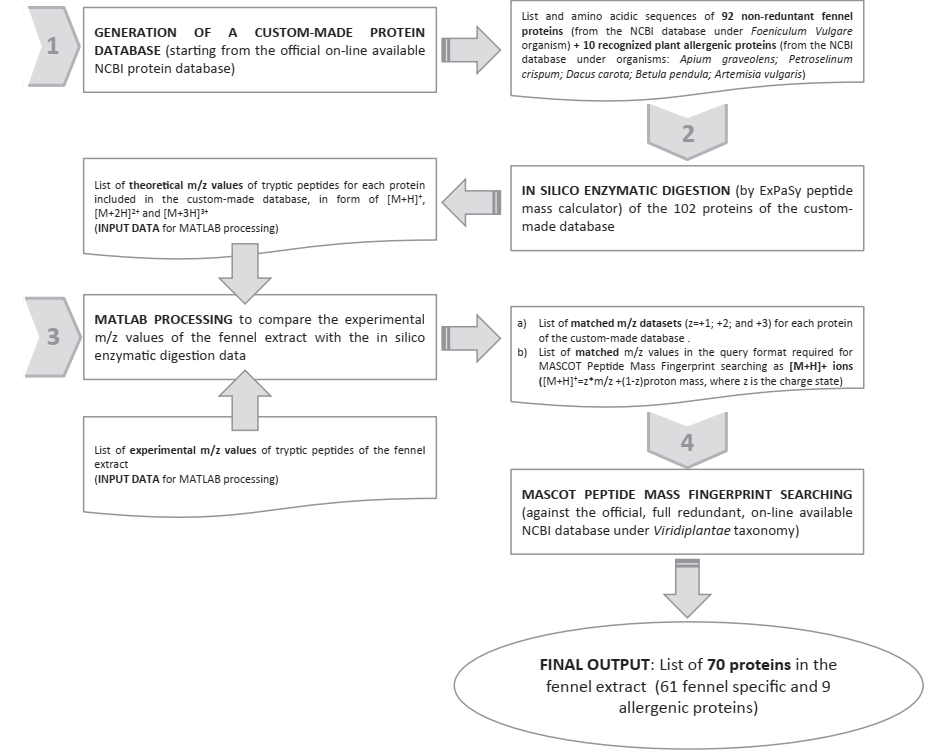 1
GENERATION OF A CUSTOM-MADE PROTEIN
DATABASE (starting from the official on-line available
NCBI protein database)
List and amino acidic sequences of 92 non-reduntant fennel
proteins (from the NCBI database under Foeniculum Vulgare
organism) + 10 recognized plant allergenic proteins (from the NCBI
database under organisms: Apium graveolens; Petroselinum
crispum; Dacus carota; Betula pendula; Artemisia vulgaris)
2
IN SILICO ENZYMATIC DIGESTION (by ExPaSy peptide
mass calculator) of the 102 proteins of the custom-
made database
List of theoretical m/z values of tryptic peptides for each protein
included in the custom-made database, in form of [M+H]⁺,
[M+2H]²⁺ and [M+3H]³⁺
(INPUT DATA for MATLAB processing)
3
MATLAB PROCESSING to compare the experimental
m/z values of the fennel extract with the in silico
enzymatic digestion data
List of experimental m/z values of tryptic peptides of the fennel
extract
(INPUT DATA for MATLAB processing)
a) List of matched m/z datasets (z=+1; +2; and +3) for each protein
of the custom-made database .
b) List of matched m/z values in the query format required for
MASCOT Peptide Mass Fingerprint searching as [M+H]+ ions
([M+H]⁺=z*m/z +(1-z)proton mass, where z is the charge state)
4
MASCOT PEPTIDE MASS FINGERPRINT SEARCHING
(against the official, full redundant, on-line available
NCBI database under Viridiplantae taxonomy)
FINAL OUTPUT: List of 70 proteins in the
fennel extract (61 fennel specific and 9
allergenic proteins)